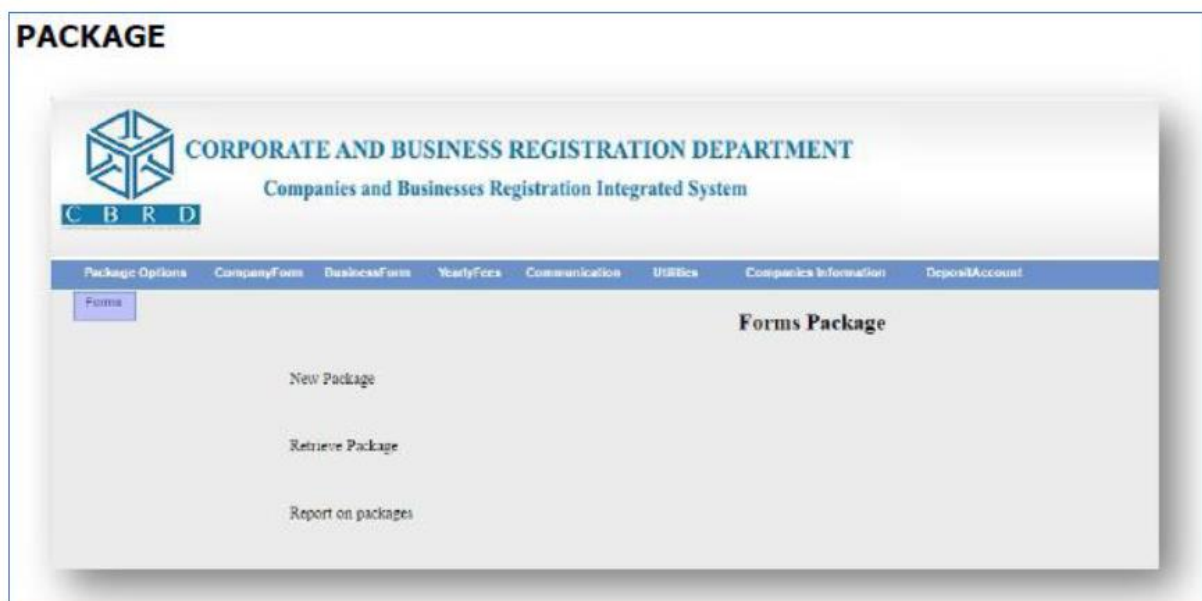 PACKAGE
CORPORATE AND BUSINESS REGISTRATION DEPARTMENT
Companies and Businesses Registration Integrated System
C B R D
Package Options CompanyForm BusinessForm YearlyFees Communication Utilities Companies Information DepositAccount
Forms
Forms Package
New Package
Retrieve Package
Report on packages